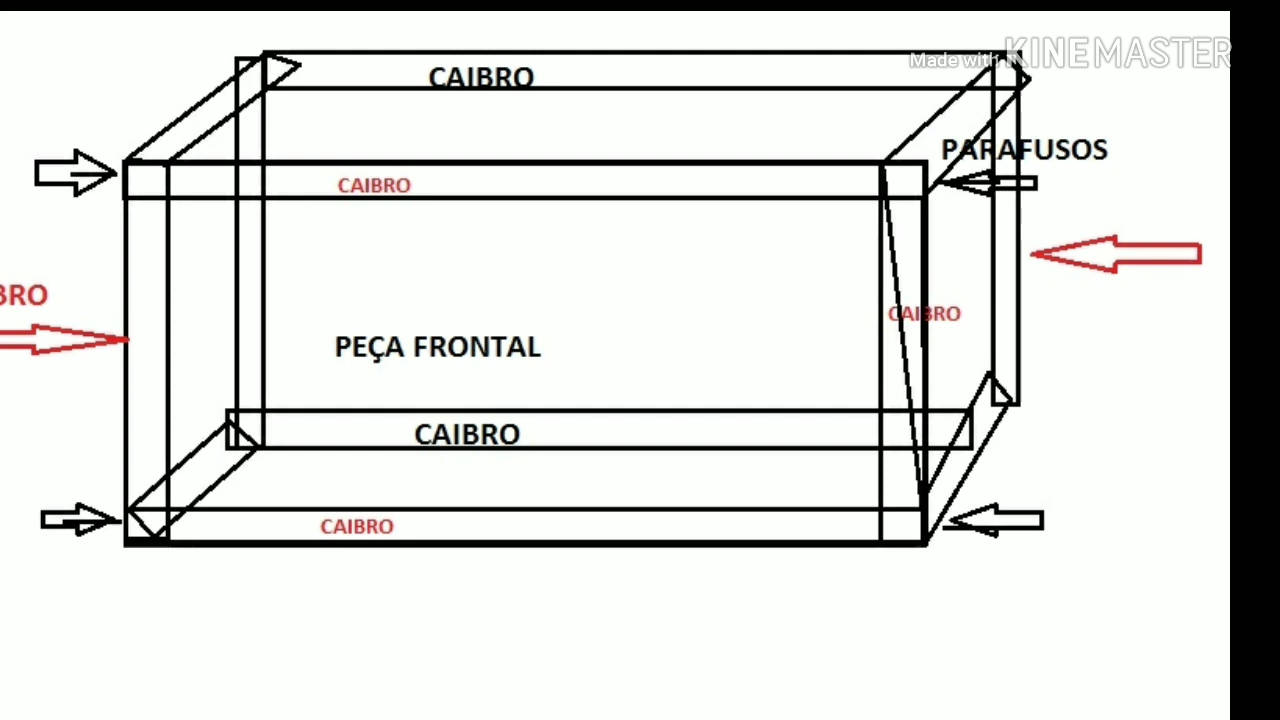 Made with KINEMASTER
CAIBRO
PARAFUSOS
CAIBRO
BRO
CAIBRO
PEÇA FRONTAL
CAIBRO
CAIBRO